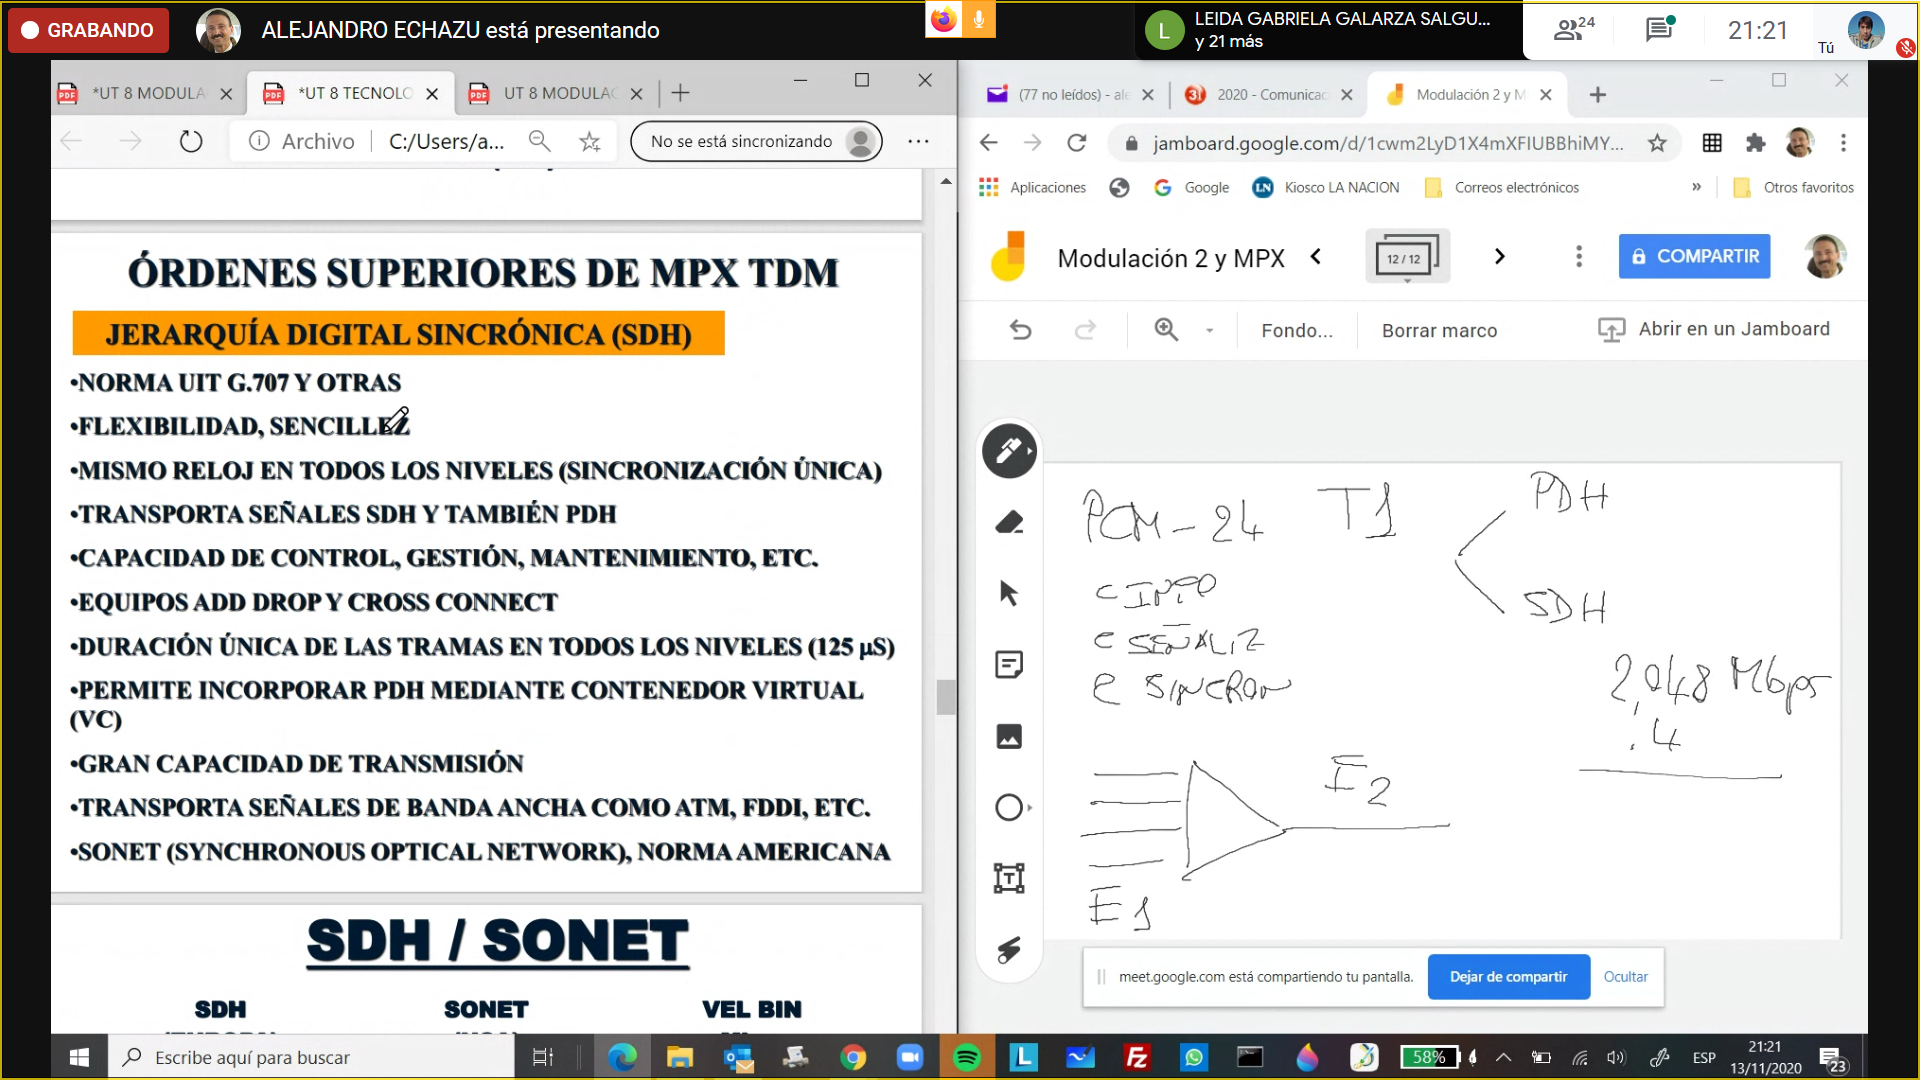 GRABANDO
ALEJANDRO ECHAZU está presentando
L
LEIDA GABRIELA GALARZA SALGU...
y 21 más
24
21:21
Tú
*UT 8 MODULA
*UT 8 TECNOLO
UT 8 MODULAC
Archivo
C:/Users/a...
No se está sincronizando
ÓRDENES SUPERIORES DE MPX TDM
JERARQUÍA DIGITAL SINCRÓNICA (SDH)
•NORMA UIT G.707 Y OTRAS
•FLEXIBILIDAD, SENCILLEZ
•MISMO RELOJ EN TODOS LOS NIVELES (SINCRONIZACIÓN ÚNICA)
•TRANSPORTA SEÑALES SDH Y TAMBIÉN PDH
•CAPACIDAD DE CONTROL, GESTIÓN, MANTENIMIENTO, ETC.
•EQUIPOS ADD DROP Y CROSS CONNECT
•DURACIÓN ÚNICA DE LAS TRAMAS EN TODOS LOS NIVELES (125 µS)
•PERMITE INCORPORAR PDH MEDIANTE CONTENEDOR VIRTUAL
(VC)
•GRAN CAPACIDAD DE TRANSMISIÓN
•TRANSPORTA SEÑALES DE BANDA ANCHA COMO ATM, FDDI, ETC.
•SONET (SYNCHRONOUS OPTICAL NETWORK), NORMA AMERICANA
SDH / SONET
SDH SONET VEL BIN
(77 no leídos) - ale
31
2020 - Comunicac
Modulación 2 y M
jamboard.google.com/d/1cwm2LyD1X4mXFIUBBhiMY...
Aplicaciones
Google
LN
Kiosco LA NACION
Correos electrónicos
»
Otros favoritos
Modulación 2 y MPX
12 / 12
COMPARTIR
Fondo...
Borrar marco
Abrir en un Jamboard
PCM - 24 T1
PDH
SDH
C INFO
C SEÑALIZ
C SINCRON
2,048 Mbps
. 4
E2
E1
meet.google.com está compartiendo tu pantalla.
Dejar de compartir
Ocultar
Escribe aquí para buscar
58%
ESP
21:21
13/11/2020
23